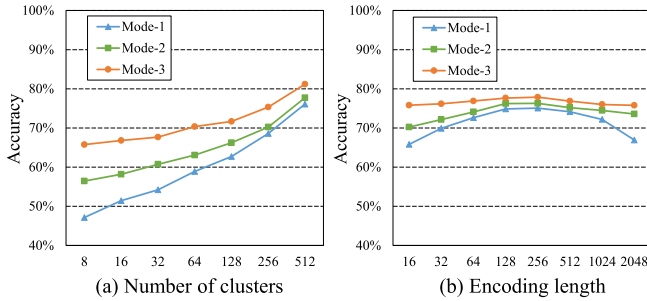 100%
90%
80%
70%
60%
50%
40%
Accuracy
Mode-1
Mode-2
Mode-3
8 16 32 64 128 256 512
(a) Number of clusters
100%
90%
80%
70%
60%
50%
40%
Accuracy
Mode-1
Mode-2
Mode-3
16 32 64 128 256 512 1024 2048
(b) Encoding length